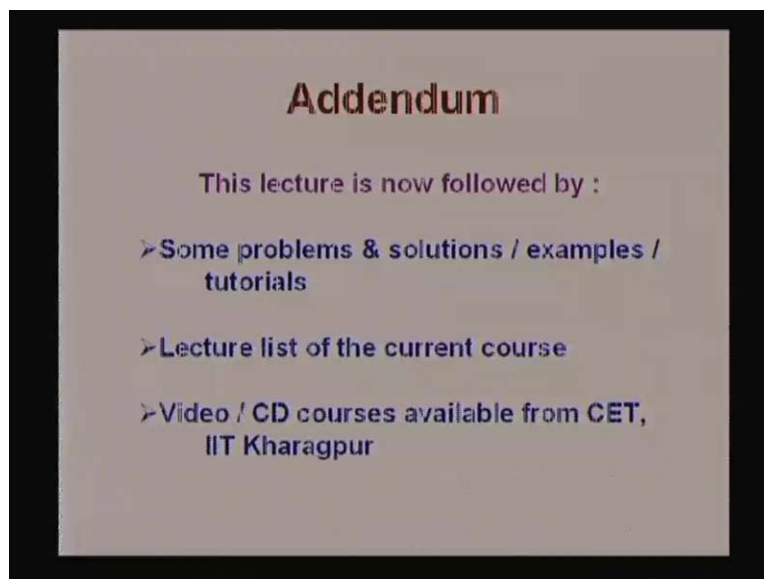 Addendum
This lecture is now followed by :
➢Some problems & solutions / examples /
tutorials
➢Lecture list of the current course
➢Video / CD courses available from CET,
IIT Kharagpur